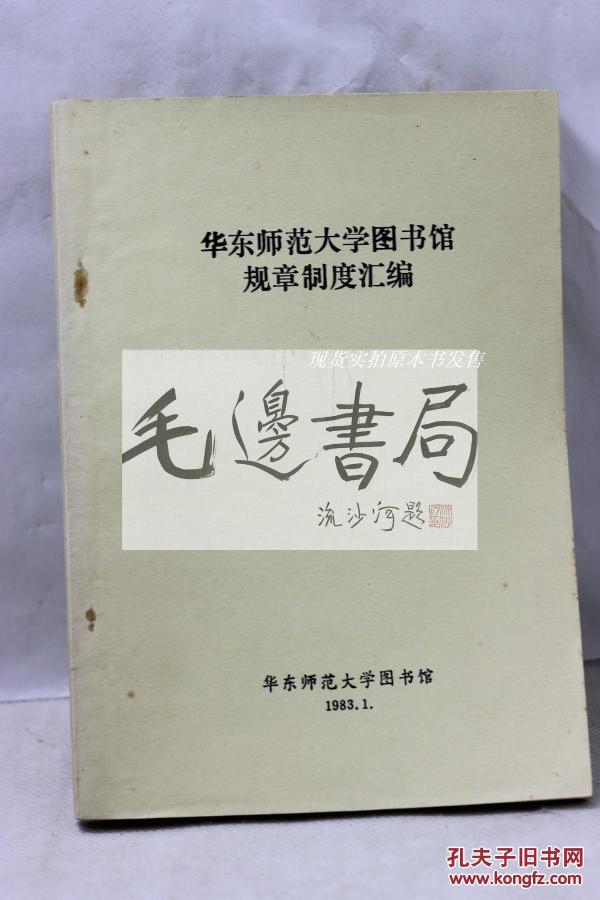 华东师范大学图书馆
规章制度汇编
现货实拍原本书发售
毛邊書局
流沙河题
华东师范大学图书馆
1983.1.
孔夫子旧书网
www.kongfz.com